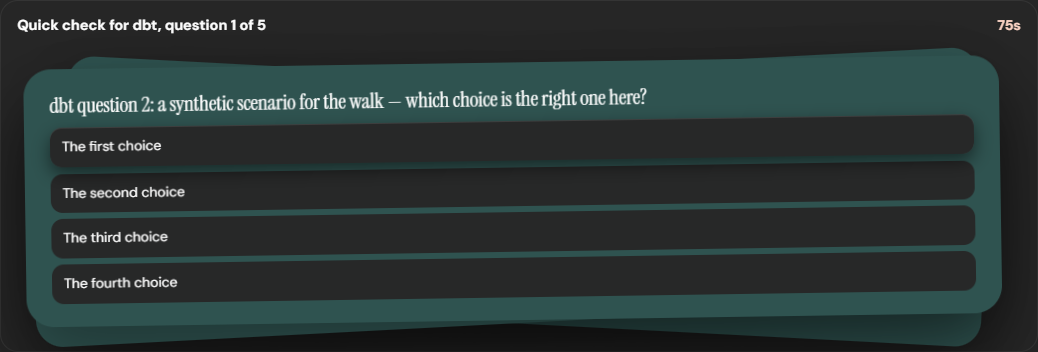 Quick check for dbt, question 1 of 5
75s
dbt question 2: a synthetic scenario for the walk — which choice is the right one here?
The first choice
The second choice
The third choice
The fourth choice